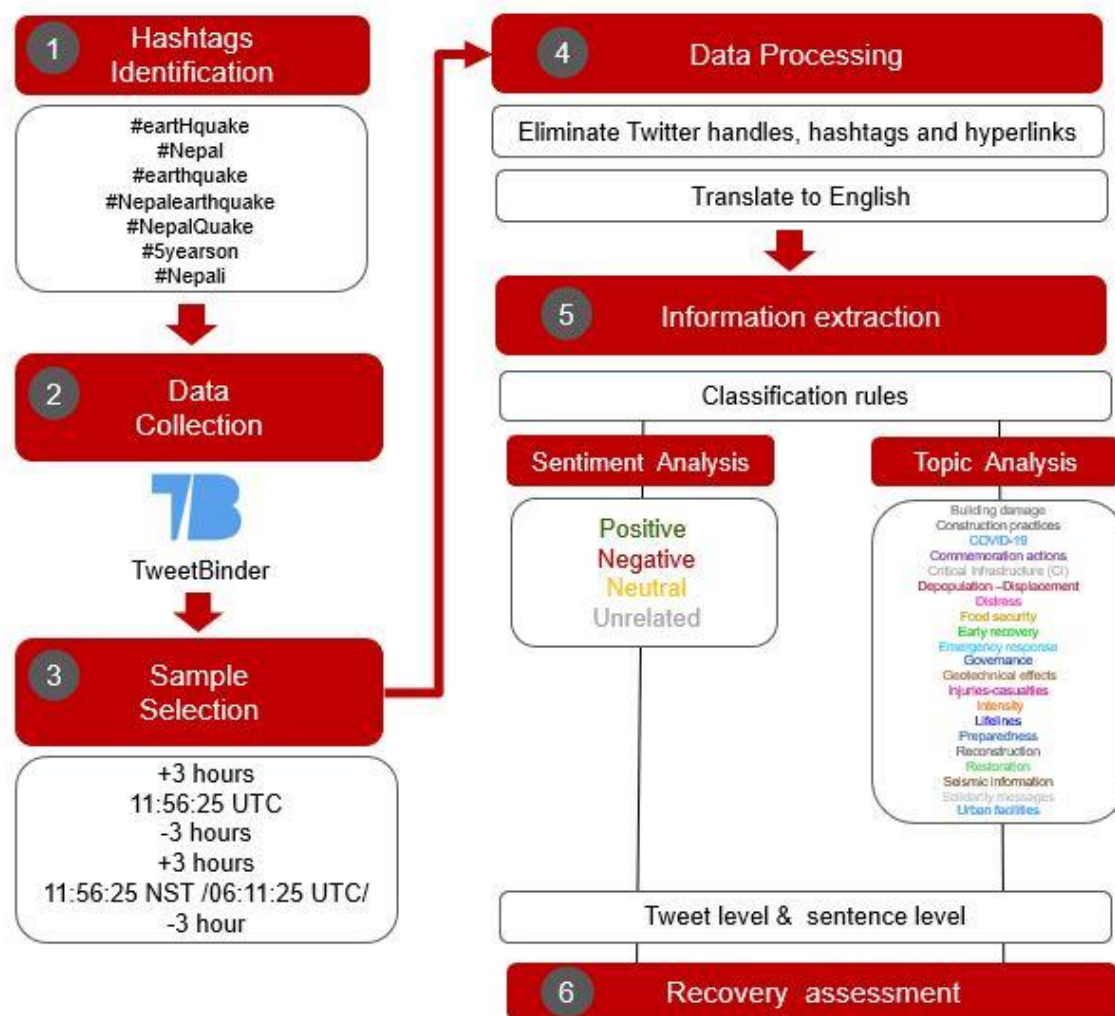 1
Hashtags
Identification
#eartHquake
#Nepal
#earthquake
#Nepalearthquake
#NepalQuake
#5yearson
#Nepali
2
Data
Collection
TB
TweetBinder
3
Sample
Selection
+3 hours
11:56:25 UTC
-3 hours
+3 hours
11:56:25 NST /06:11:25 UTC/
-3 hour
4
Data Processing
Eliminate Twitter handles, hashtags and hyperlinks
Translate to English
5
Information extraction
Classification rules
Sentiment Analysis
Positive
Negative
Neutral
Unrelated
Topic Analysis
Building damage
Construction practices
COVID-19
Commemoration actions
Critical Infrastructure (CI)
Depopulation –Displacement
Distress
Food security
Early recovery
Emergency response
Governance
Geotechnical effects
Injuries-casualties
Intensity
Lifelines
Preparedness
Reconstruction
Restoration
Seismic information
Solidarity messages
Urban facilities
Tweet level & sentence level
6
Recovery assessment